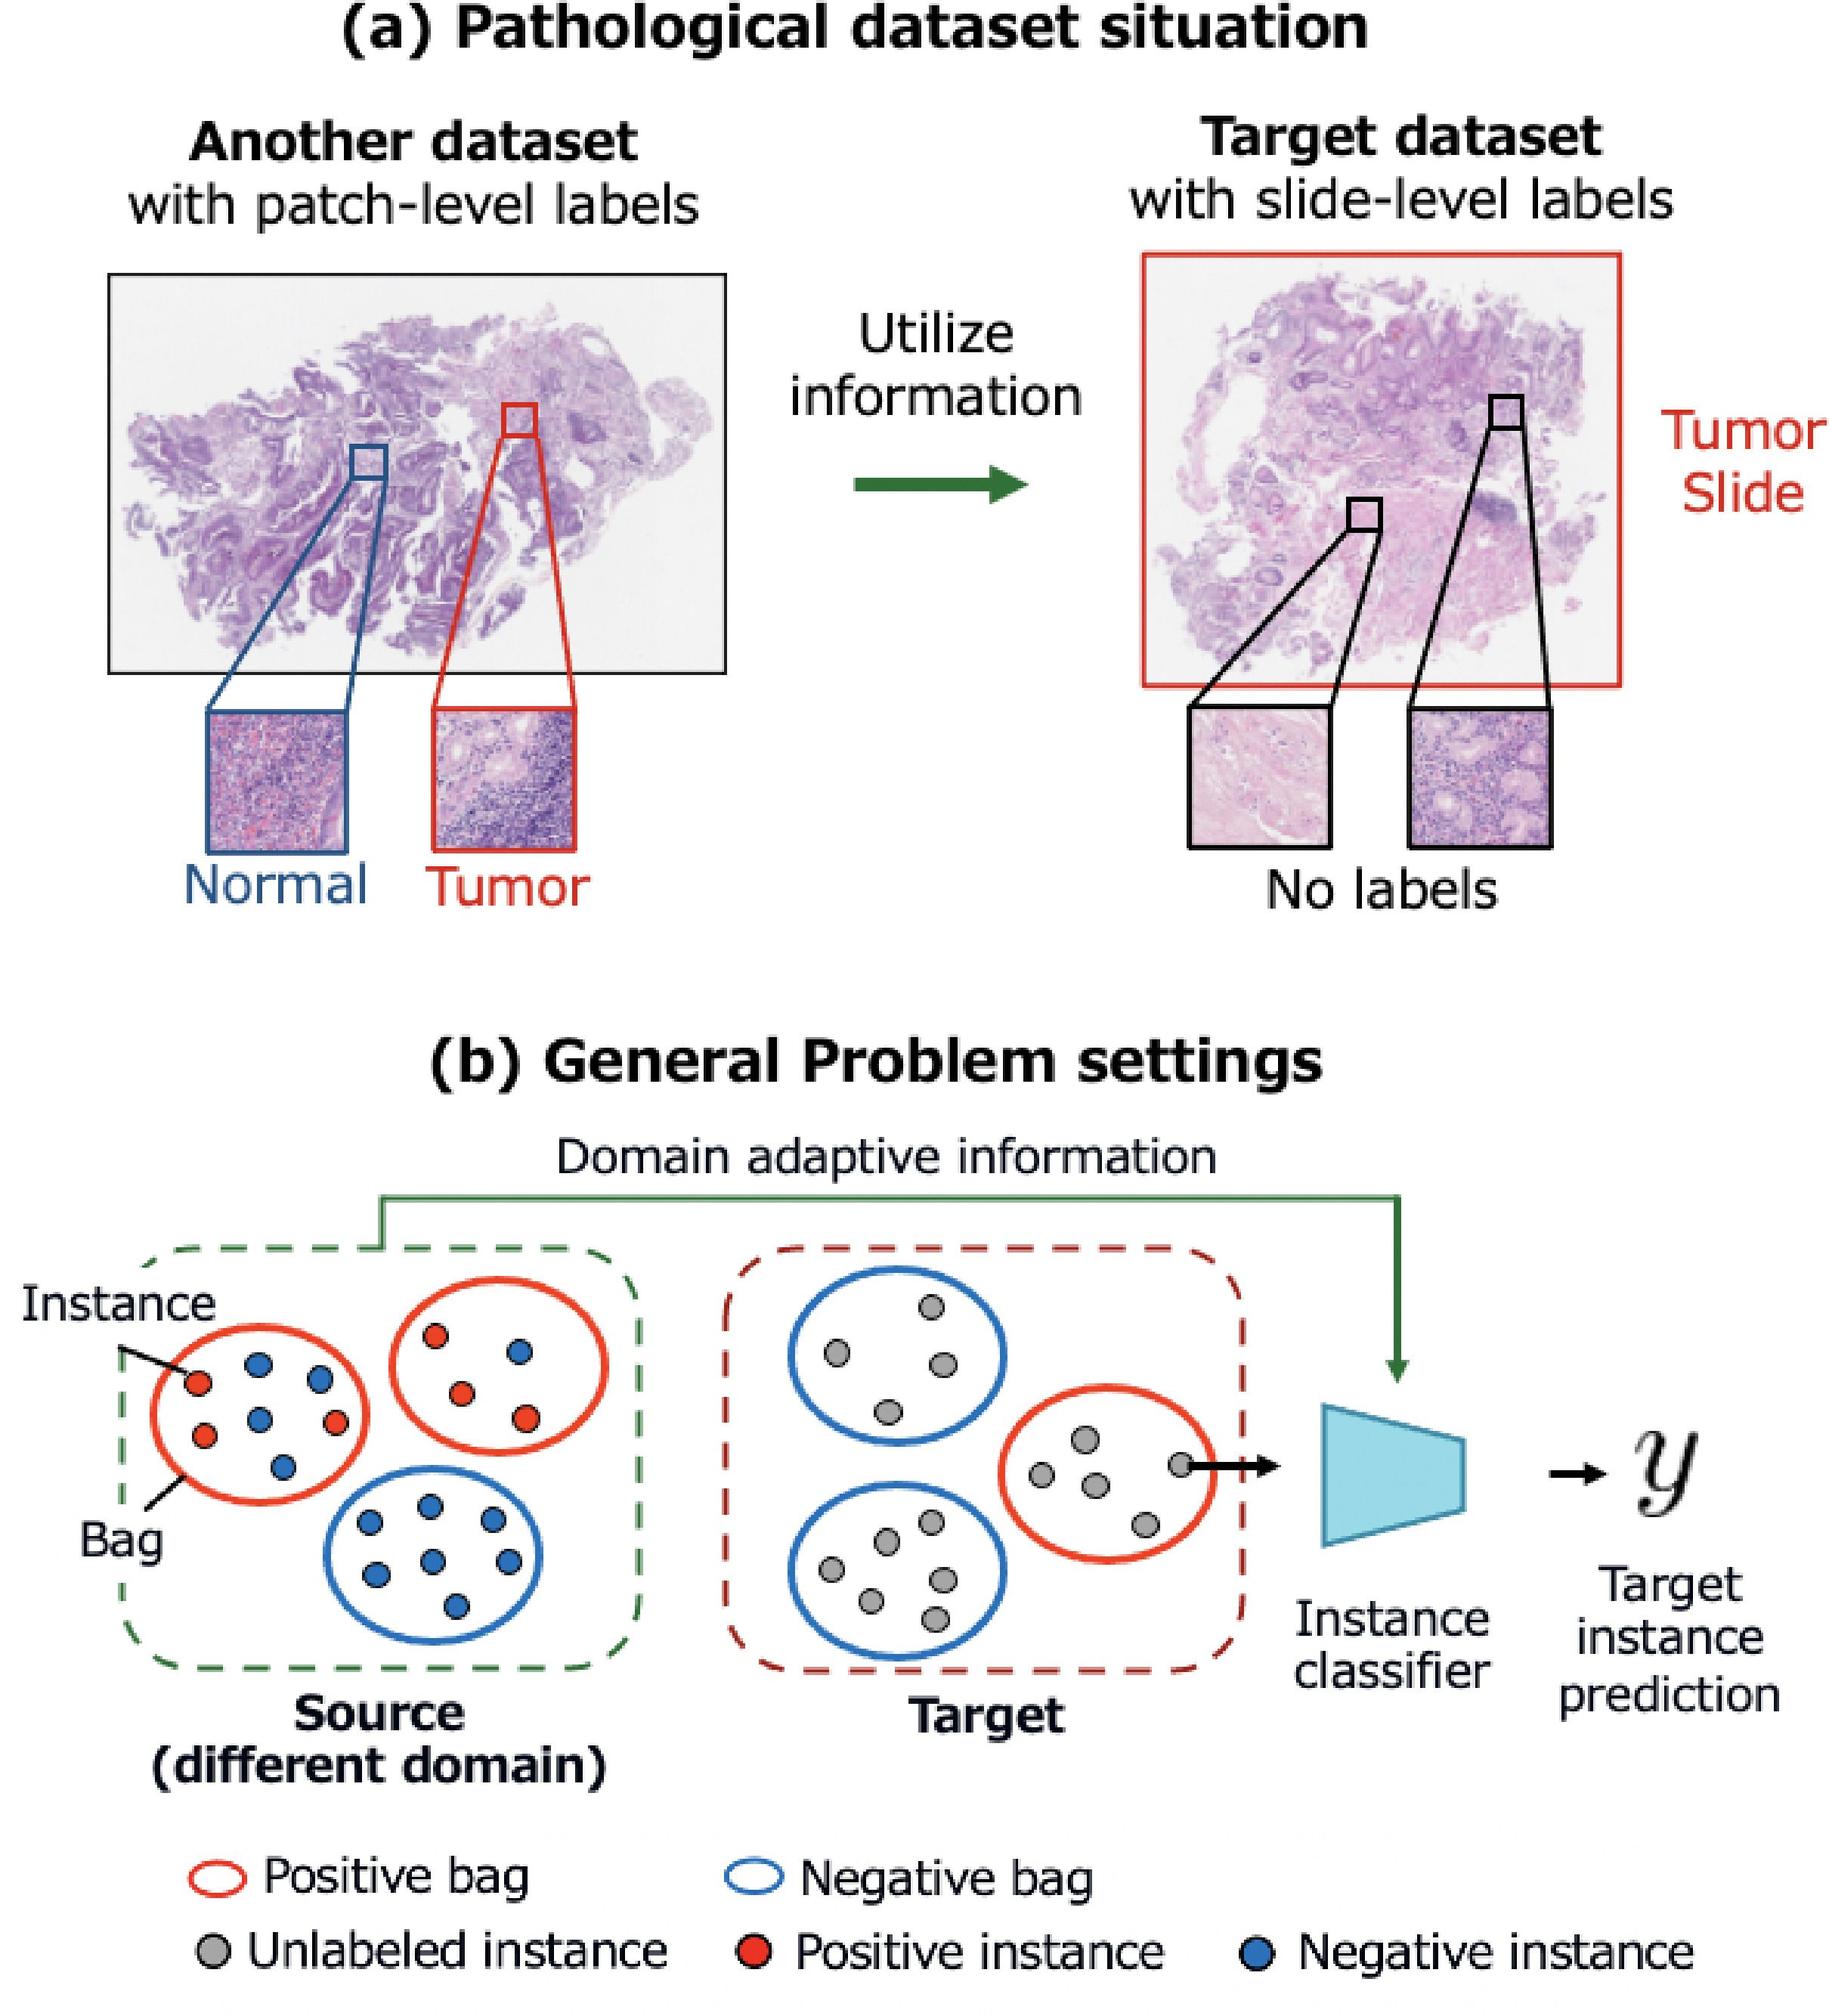 (a) Pathological dataset situation
Another dataset
with patch-level labels
Target dataset
with slide-level labels
Utilize
information
Tumor
Slide
Normal
Tumor
No labels
(b) General Problem settings
Domain adaptive information
Instance
Bag
y
Instance
classifier
Target
instance
prediction
Source
(different domain)
Target
Positive bag
Negative bag
Unlabeled instance
Positive instance
Negative instance